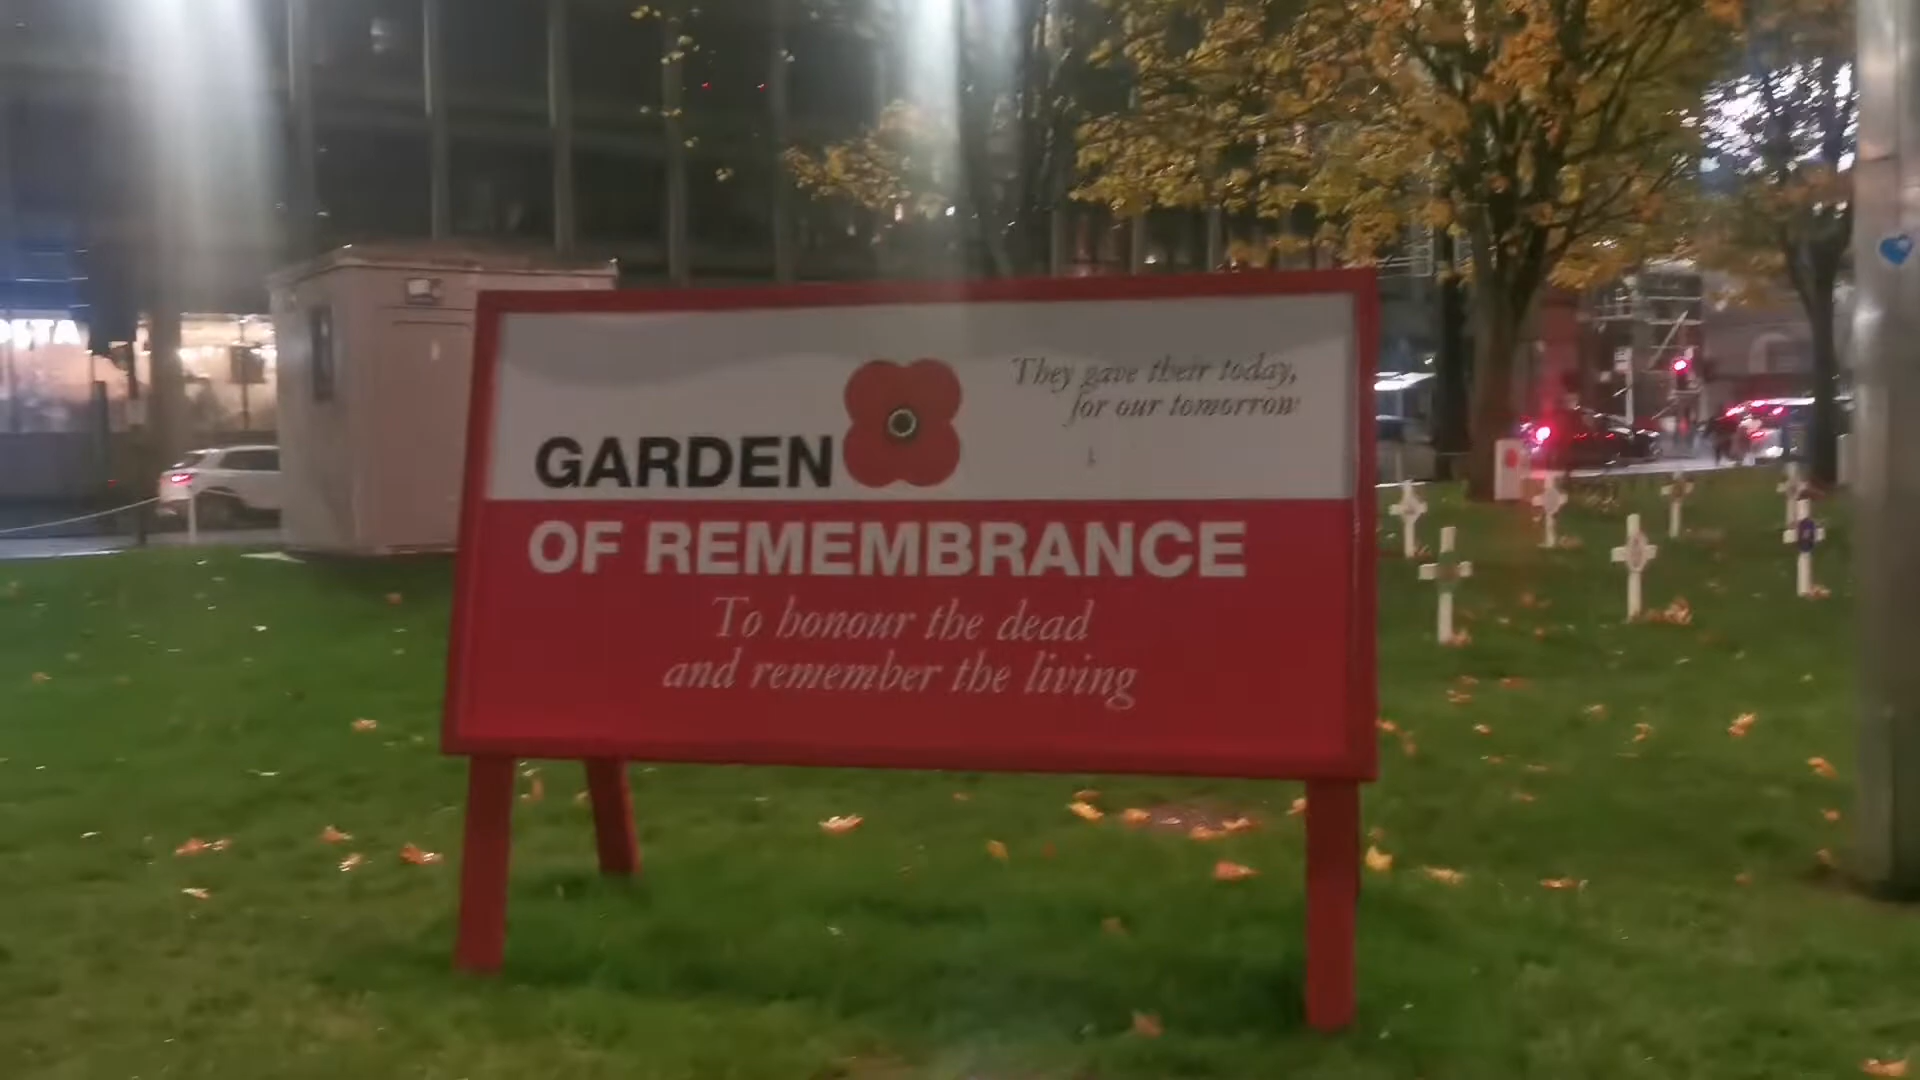 They gave their today,
for our tomorrow
GARDEN
OF REMEMBRANCE
To honour the dead
and remember the living